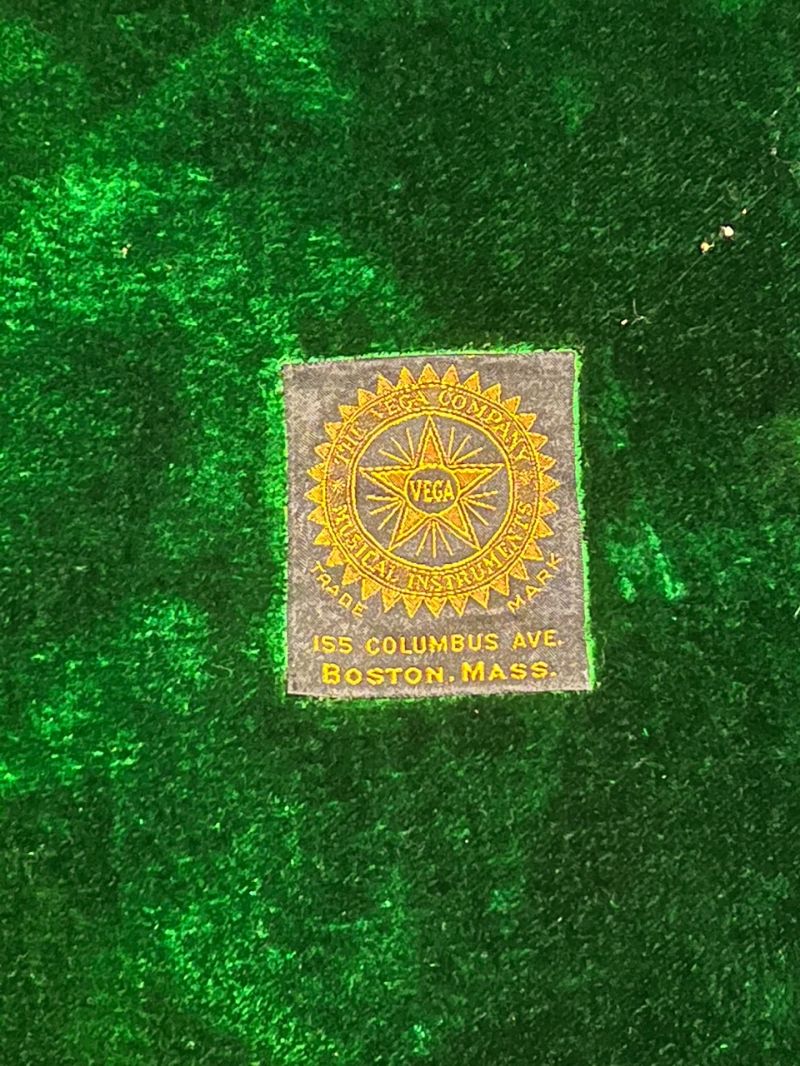 THE VEGA COMPANY
VEGA
MUSICAL INSTRUMENTS
TRADE MARK
155 COLUMBUS AVE.
BOSTON, MASS.